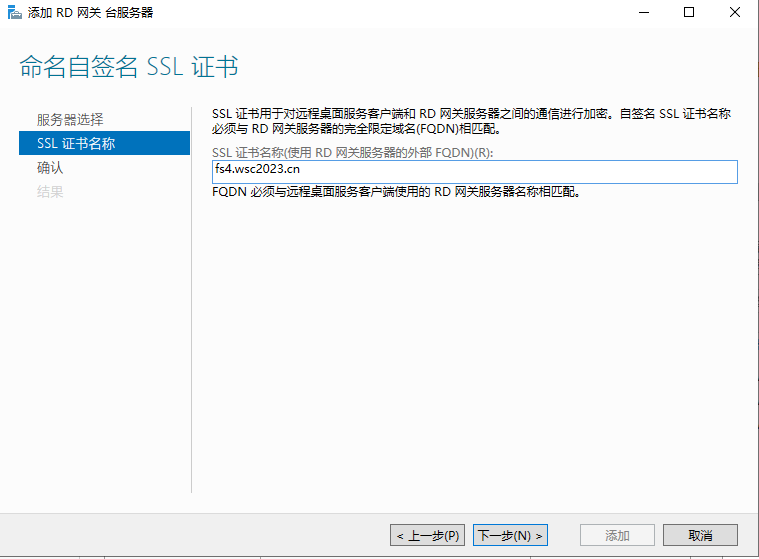 添加 RD 网关 台服务器
命名自签名 SSL 证书
服务器选择
SSL 证书名称
确认
结果
SSL 证书用于对远程桌面服务客户端和 RD 网关服务器之间的通信进行加密。自签名 SSL 证书名称
必须与 RD 网关服务器的完全限定域名(FQDN)相匹配。
SSL 证书名称(使用 RD 网关服务器的外部 FQDN)(R):
fs4.wsc2023.cn
FQDN 必须与远程桌面服务客户端使用的 RD 网关服务器名称相匹配。
< 上一步(P)
下一步(N) >
添加
取消